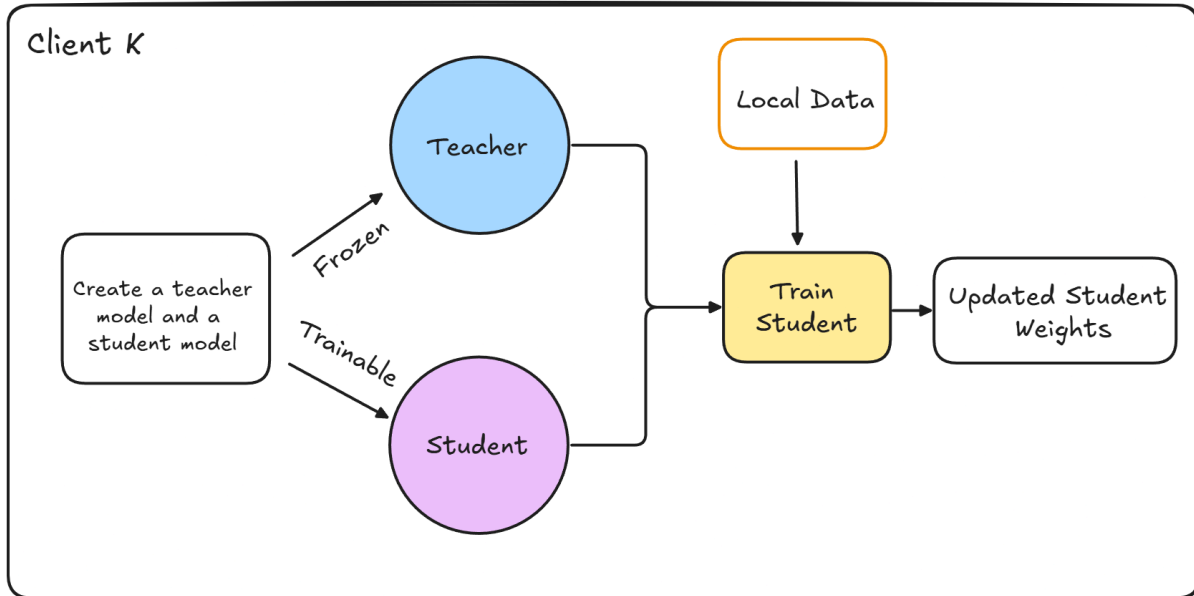 Client K
Teacher
Local Data
Frozen
Create a teacher
model and a
student model
Train
Student
Updated Student
Weights
Trainable
Student